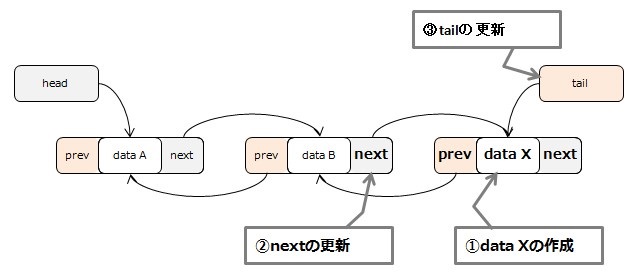 ③tailの更新
head
tail
prev data A next
prev data B next
prev data X next
②nextの更新
①data Xの作成